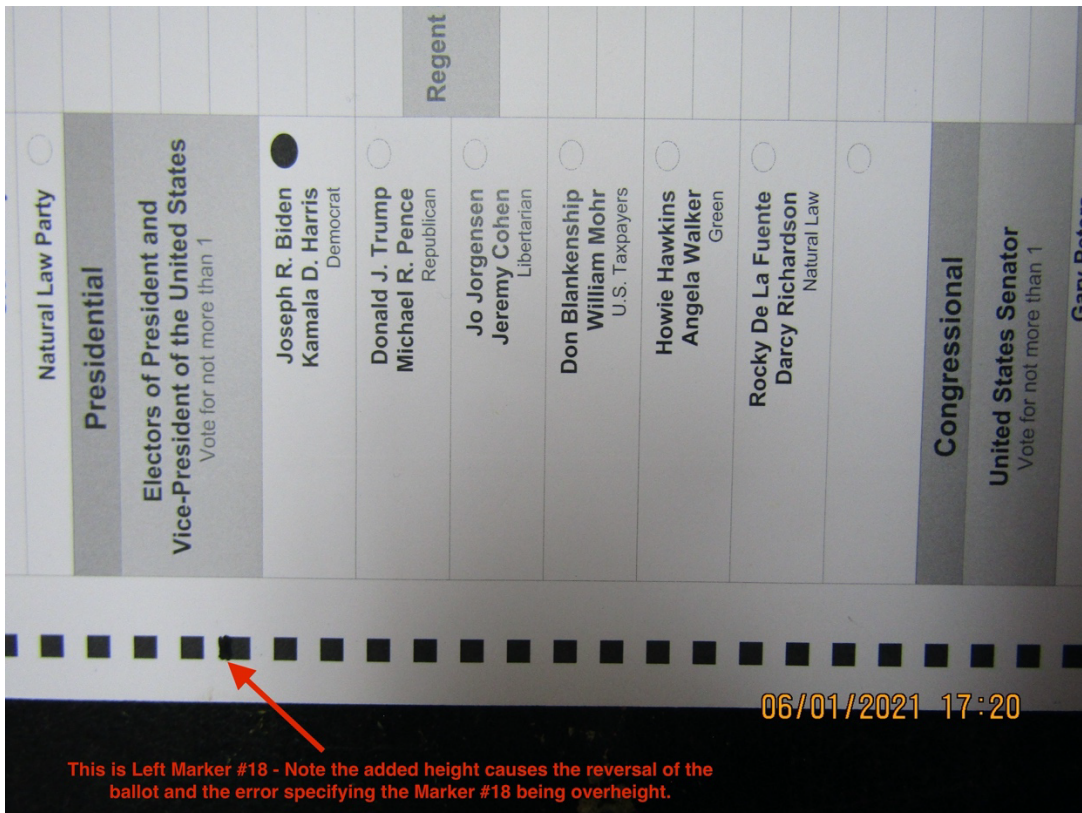 Regent
Natural Law Party
Presidential
Electors of President and
Vice-President of the United States
Vote for not more than 1
Joseph R. Biden
Kamala D. Harris
Democrat
Donald J. Trump
Michael R. Pence
Republican
Jo Jorgensen
Jeremy Cohen
Libertarian
Don Blankenship
William Mohr
U.S. Taxpayers
Howie Hawkins
Angela Walker
Green
Rocky De La Fuente
Darcy Richardson
Natural Law
Congressional
United States Senator
Vote for not more than 1
06/01/2021 17:20
This is Left Marker #18 - Note the added height causes the reversal of the
ballot and the error specifying the Marker #18 being overheight.